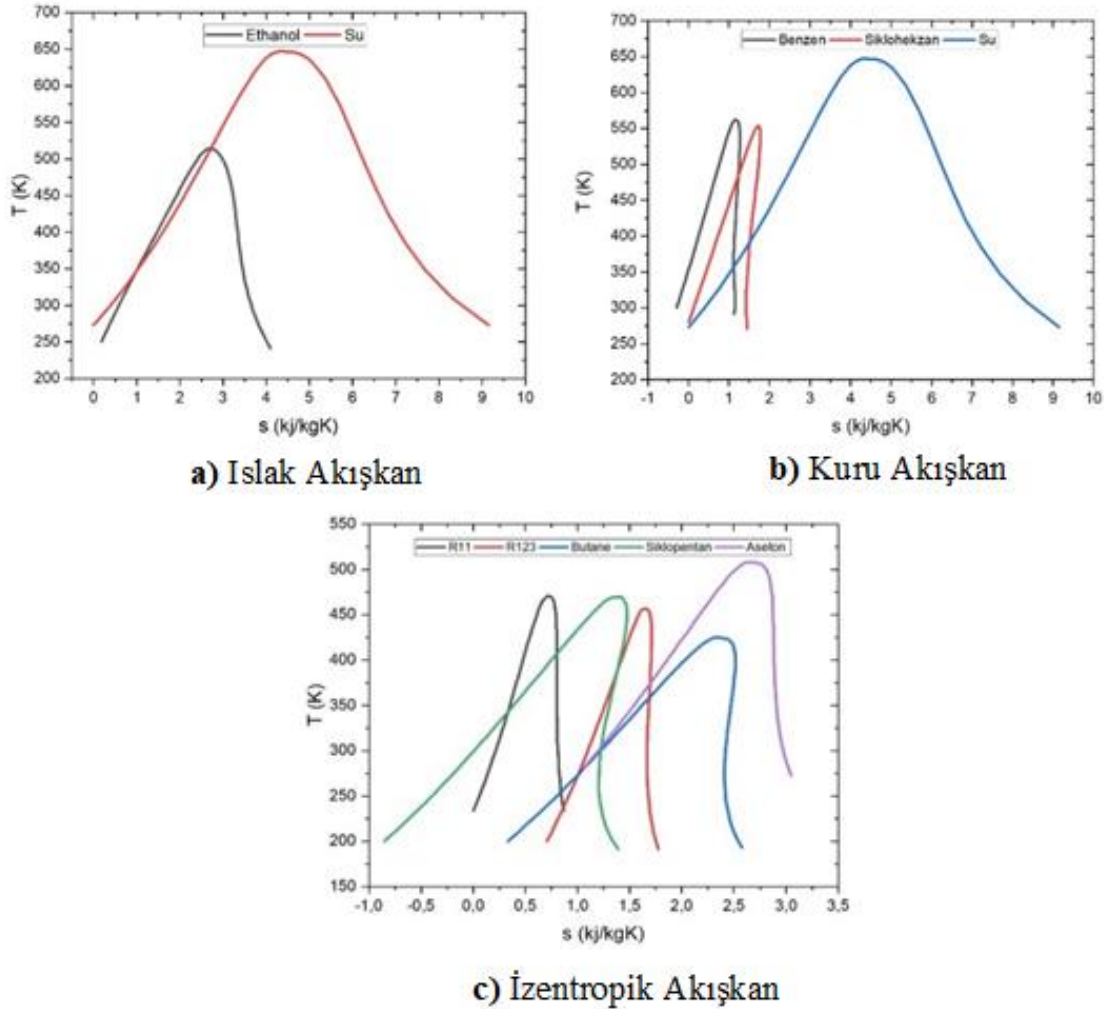 Ethanol Su
700
650
600
550
500
450
400
350
300
250
200
T (K)
0 1 2 3 4 5 6 7 8 9 10
s (kj/kgK)
a) Islak Akışkan
Benzen Siklohekzan Su
700
650
600
550
500
450
400
350
300
250
200
T (K)
-1 0 1 2 3 4 5 6 7 8 9 10
s (kj/kgK)
b) Kuru Akışkan
R11 R123 Butane Siklopentan Aseton
550
500
450
400
350
300
250
200
150
T (K)
-1,0 -0,5 0,0 0,5 1,0 1,5 2,0 2,5 3,0 3,5
s (kj/kgK)
c) İzentropik Akışkan